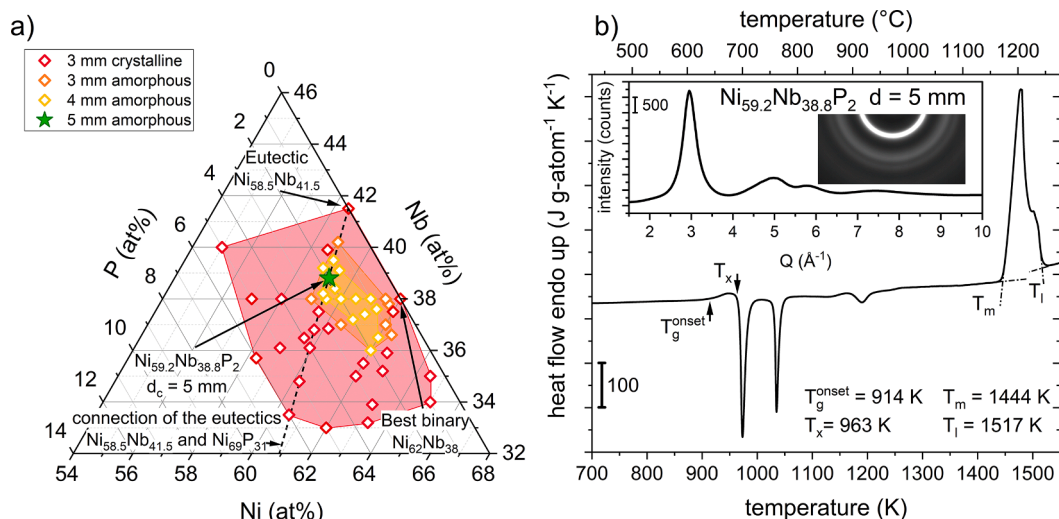 a)
3 mm crystalline
3 mm amorphous
4 mm amorphous
5 mm amorphous
0
46
2
44
4
42
6
40
8
38
10
36
12
34
14
32
54
56
58
60
62
64
66
68
P (at%)
Nb (at%)
Ni (at%)
Eutectic
Ni58.5Nb41.5
Ni59.2Nb38.8P2
dc = 5 mm
connection of the eutectics
Ni58.5Nb41.5 and Ni69P31
Best binary
Ni62Nb38
b)
temperature (°C)
500
600
700
800
900
1000
1100
1200
heat flow endo up (J g-atom-1 K-1)
500
Ni59.2Nb38.8P2 d = 5 mm
intensity (counts)
2
3
4
5
6
7
8
9
10
Q (Å-1)
Tx
Tgonset
Tm
Tl
100
Tgonset = 914 K
Tm = 1444 K
Tx= 963 K
Tl = 1517 K
700
800
900
1000
1100
1200
1300
1400
1500
temperature (K)